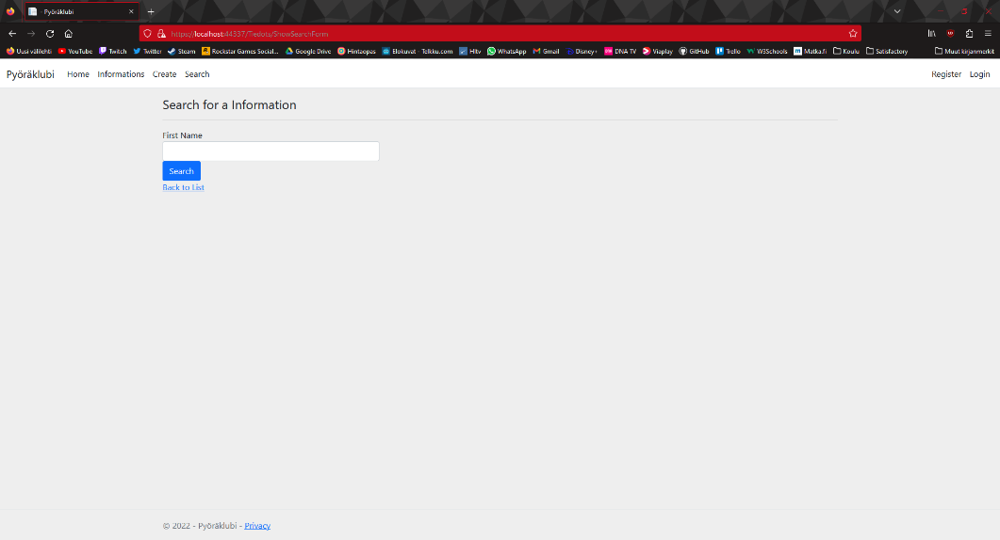 - Pyöräklubi
https://localhost:44337/Tiedots/ShowSearchForm
Uusi välilehti YouTube Twitch Twitter Steam Rockstar Games Social... Google Drive Hintaopas Elokuvat - Telkku.com Hltv WhatsApp Gmail Disney+ DNA TV Viaplay GitHub Trello W3Schools Matka.fi Koulu Satisfactory Muut kirjanmerkit
Pyöräklubi Home Informations Create Search Register Login
Search for a Information
First Name
Search
Back to List
© 2022 - Pyöräklubi - Privacy